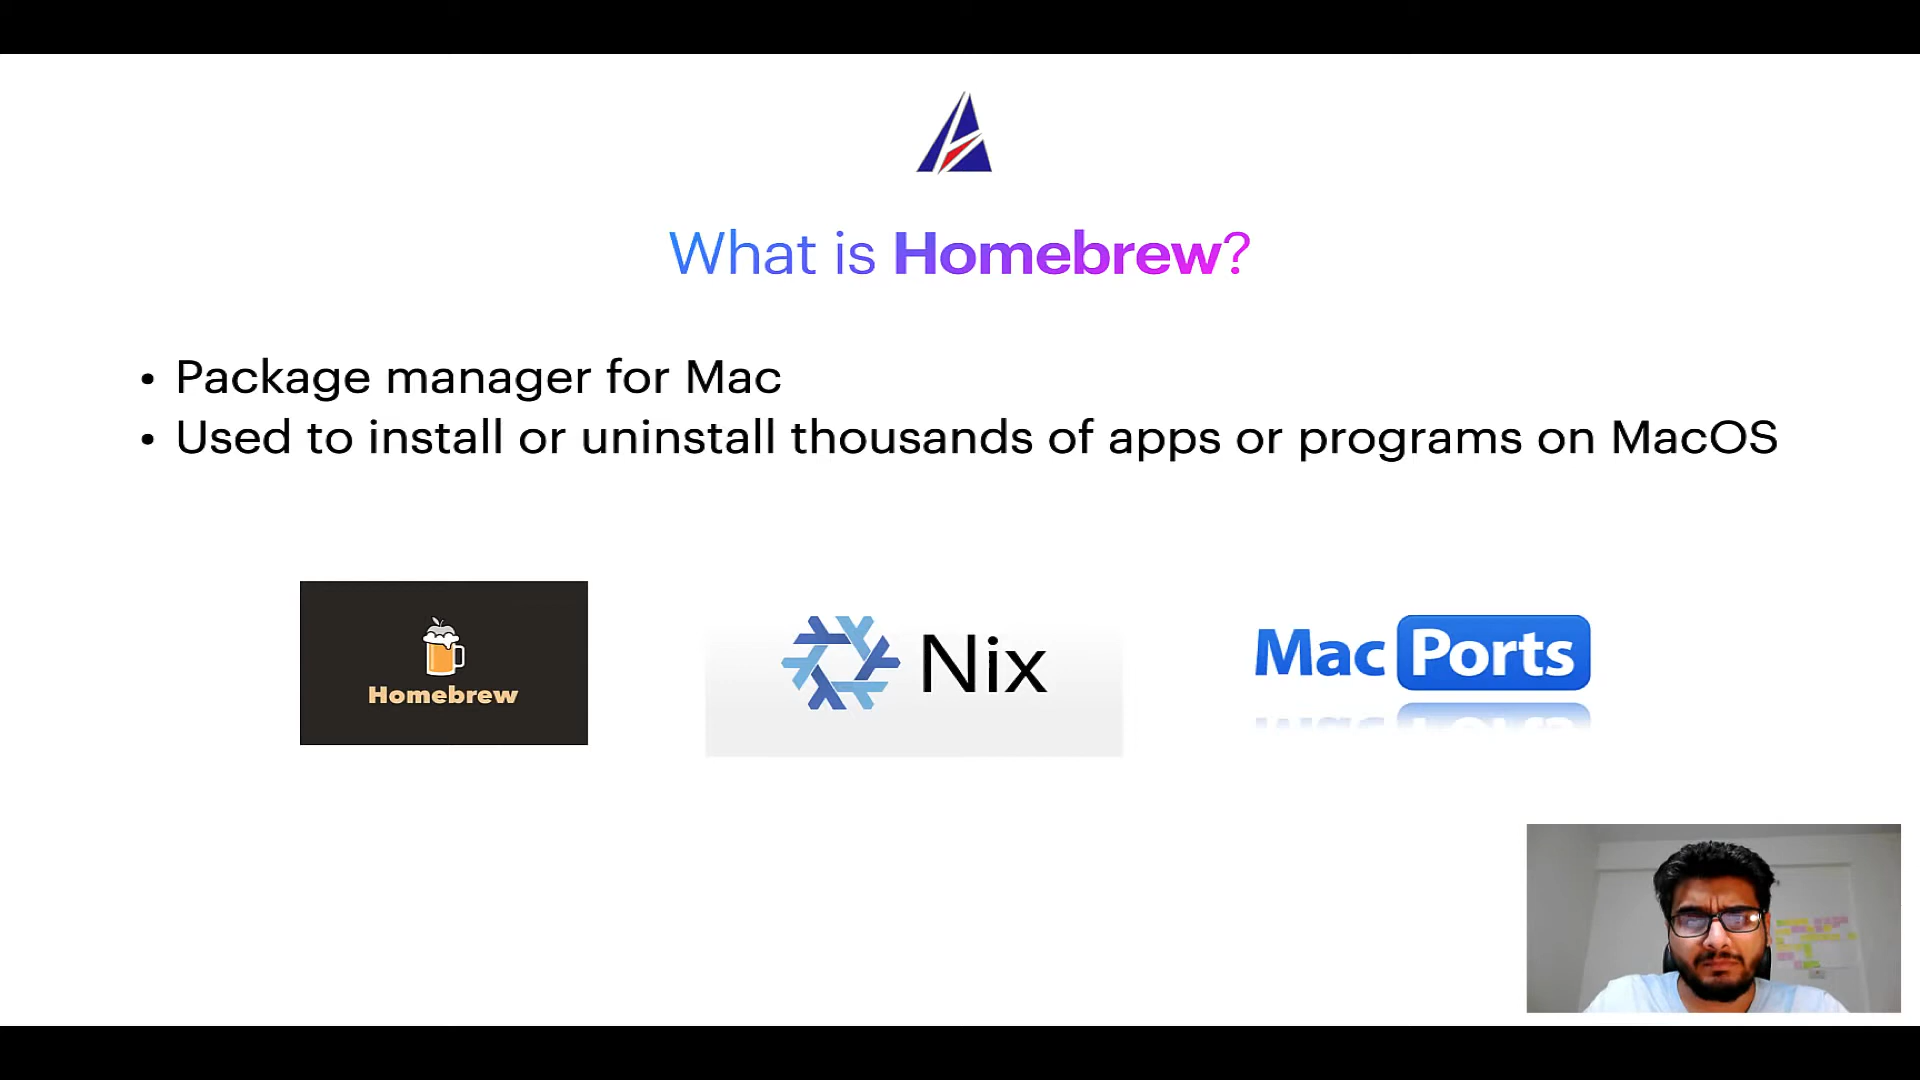 What is Homebrew?
• Package manager for Mac
• Used to install or uninstall thousands of apps or programs on MacOS
Homebrew
Nix
Mac Ports